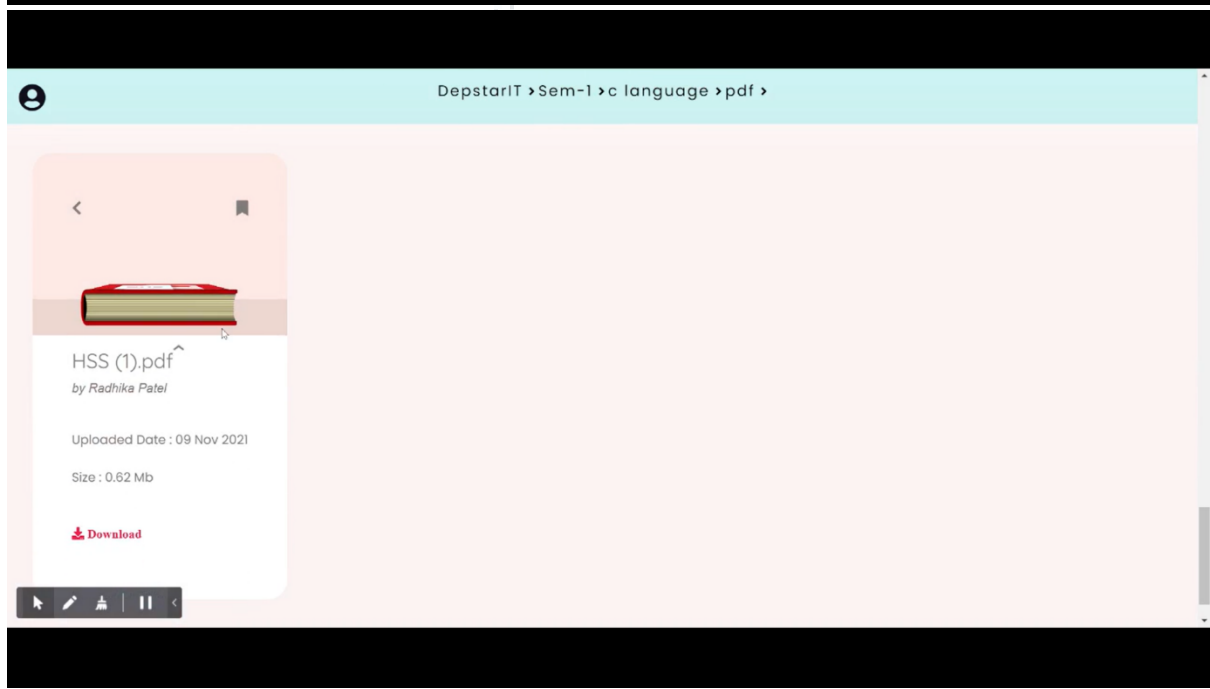 DepstarIT > Sem-1 > c language > pdf >
HSS (1).pdf
by Radhika Patel
Uploaded Date : 09 Nov 2021
Size : 0.62 Mb
Download